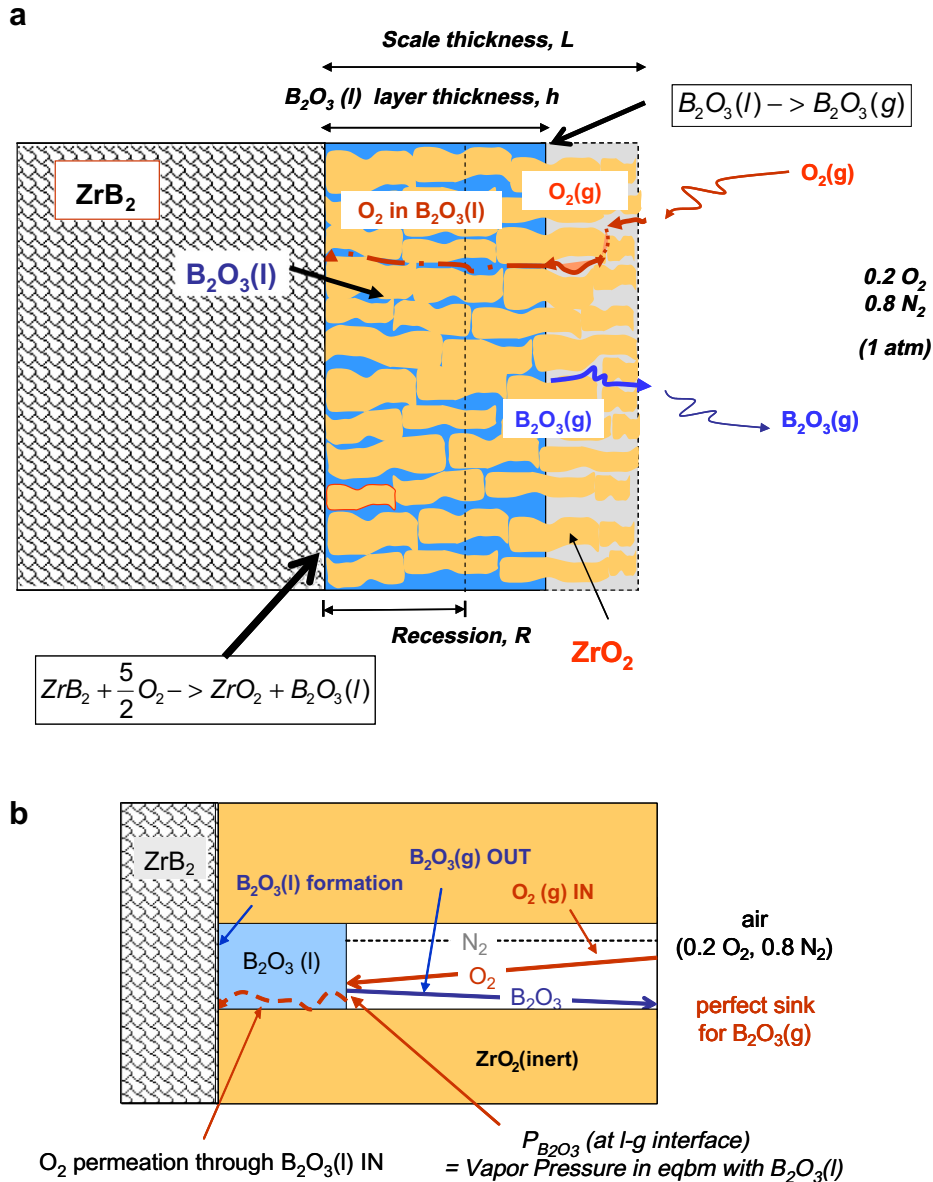 a
Scale thickness, L
B₂O₃ (l) layer thickness, h
B₂O₃(l) − > B₂O₃(g)
ZrB₂
O₂(g)
O₂(g)
O₂ in B₂O₃(l)
B₂O₃(l)
0.2 O₂
0.8 N₂
(1 atm)
B₂O₃(g)
B₂O₃(g)
Recession, R
ZrO₂
ZrB₂ + 5/2 O₂ − > ZrO₂ + B₂O₃(l)
b
ZrB₂
B₂O₃(g) OUT
B₂O₃(l) formation
O₂ (g) IN
air
(0.2 O₂, 0.8 N₂)
N₂
B₂O₃ (l)
O₂
B₂O₃
perfect sink
for B₂O₃(g)
ZrO₂(inert)
O₂ permeation through B₂O₃(l) IN
P_B2O3 (at l-g interface)
= Vapor Pressure in eqbm with B₂O₃(l)